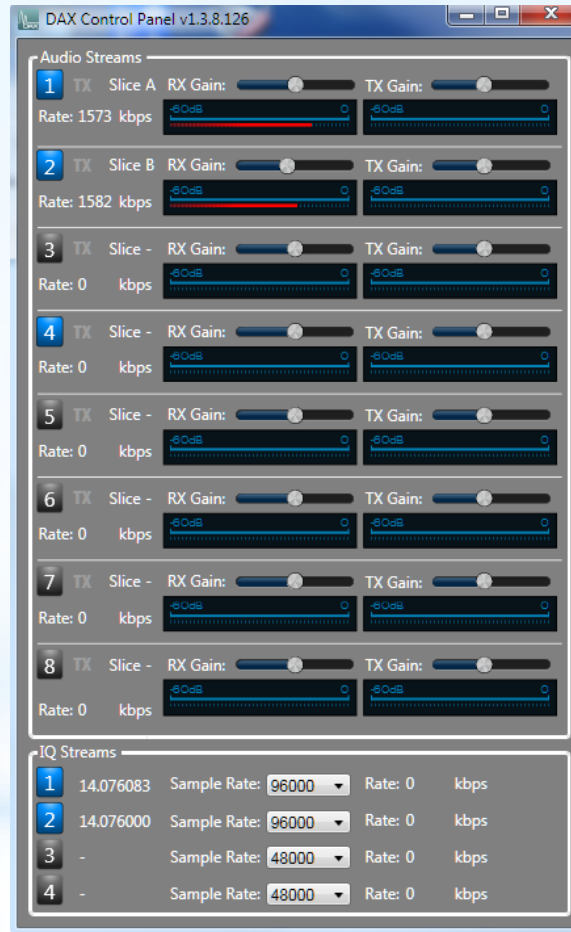 DAX Control Panel v1.3.8.126
Audio Streams
1 TX Slice A RX Gain: TX Gain:
Rate: 1573 kbps -60dB 0 -60dB 0
2 TX Slice B RX Gain: TX Gain:
Rate: 1582 kbps -60dB 0 -60dB 0
3 TX Slice - RX Gain: TX Gain:
Rate: 0 kbps -60dB 0 -60dB 0
4 TX Slice - RX Gain: TX Gain:
Rate: 0 kbps -60dB 0 -60dB 0
5 TX Slice - RX Gain: TX Gain:
Rate: 0 kbps -60dB 0 -60dB 0
6 TX Slice - RX Gain: TX Gain:
Rate: 0 kbps -60dB 0 -60dB 0
7 TX Slice - RX Gain: TX Gain:
Rate: 0 kbps -60dB 0 -60dB 0
8 TX Slice - RX Gain: TX Gain:
Rate: 0 kbps -60dB 0 -60dB 0
IQ Streams
1 14.076083 Sample Rate: 96000 Rate: 0 kbps
2 14.076000 Sample Rate: 96000 Rate: 0 kbps
3 - Sample Rate: 48000 Rate: 0 kbps
4 - Sample Rate: 48000 Rate: 0 kbps